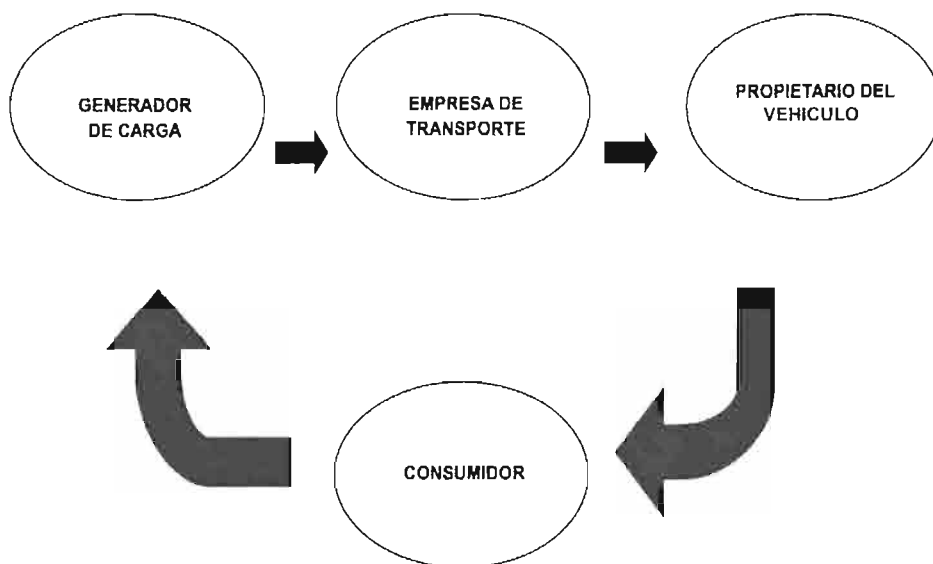 GENERADOR
DE CARGA
EMPRESA DE
TRANSPORTE
PROPIETARIO DEL
VEHICULO
CONSUMIDOR